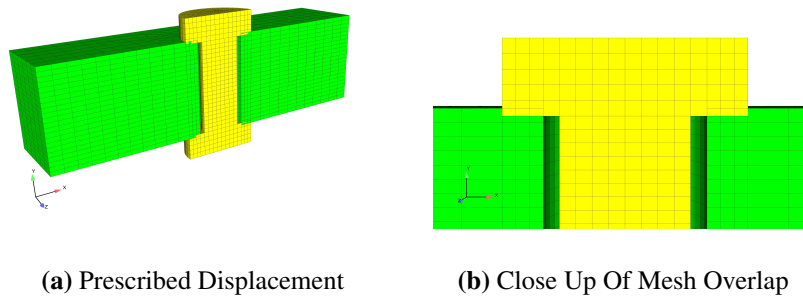 Y
X
Z
Y
X
Z
(a) Prescribed Displacement
(b) Close Up Of Mesh Overlap